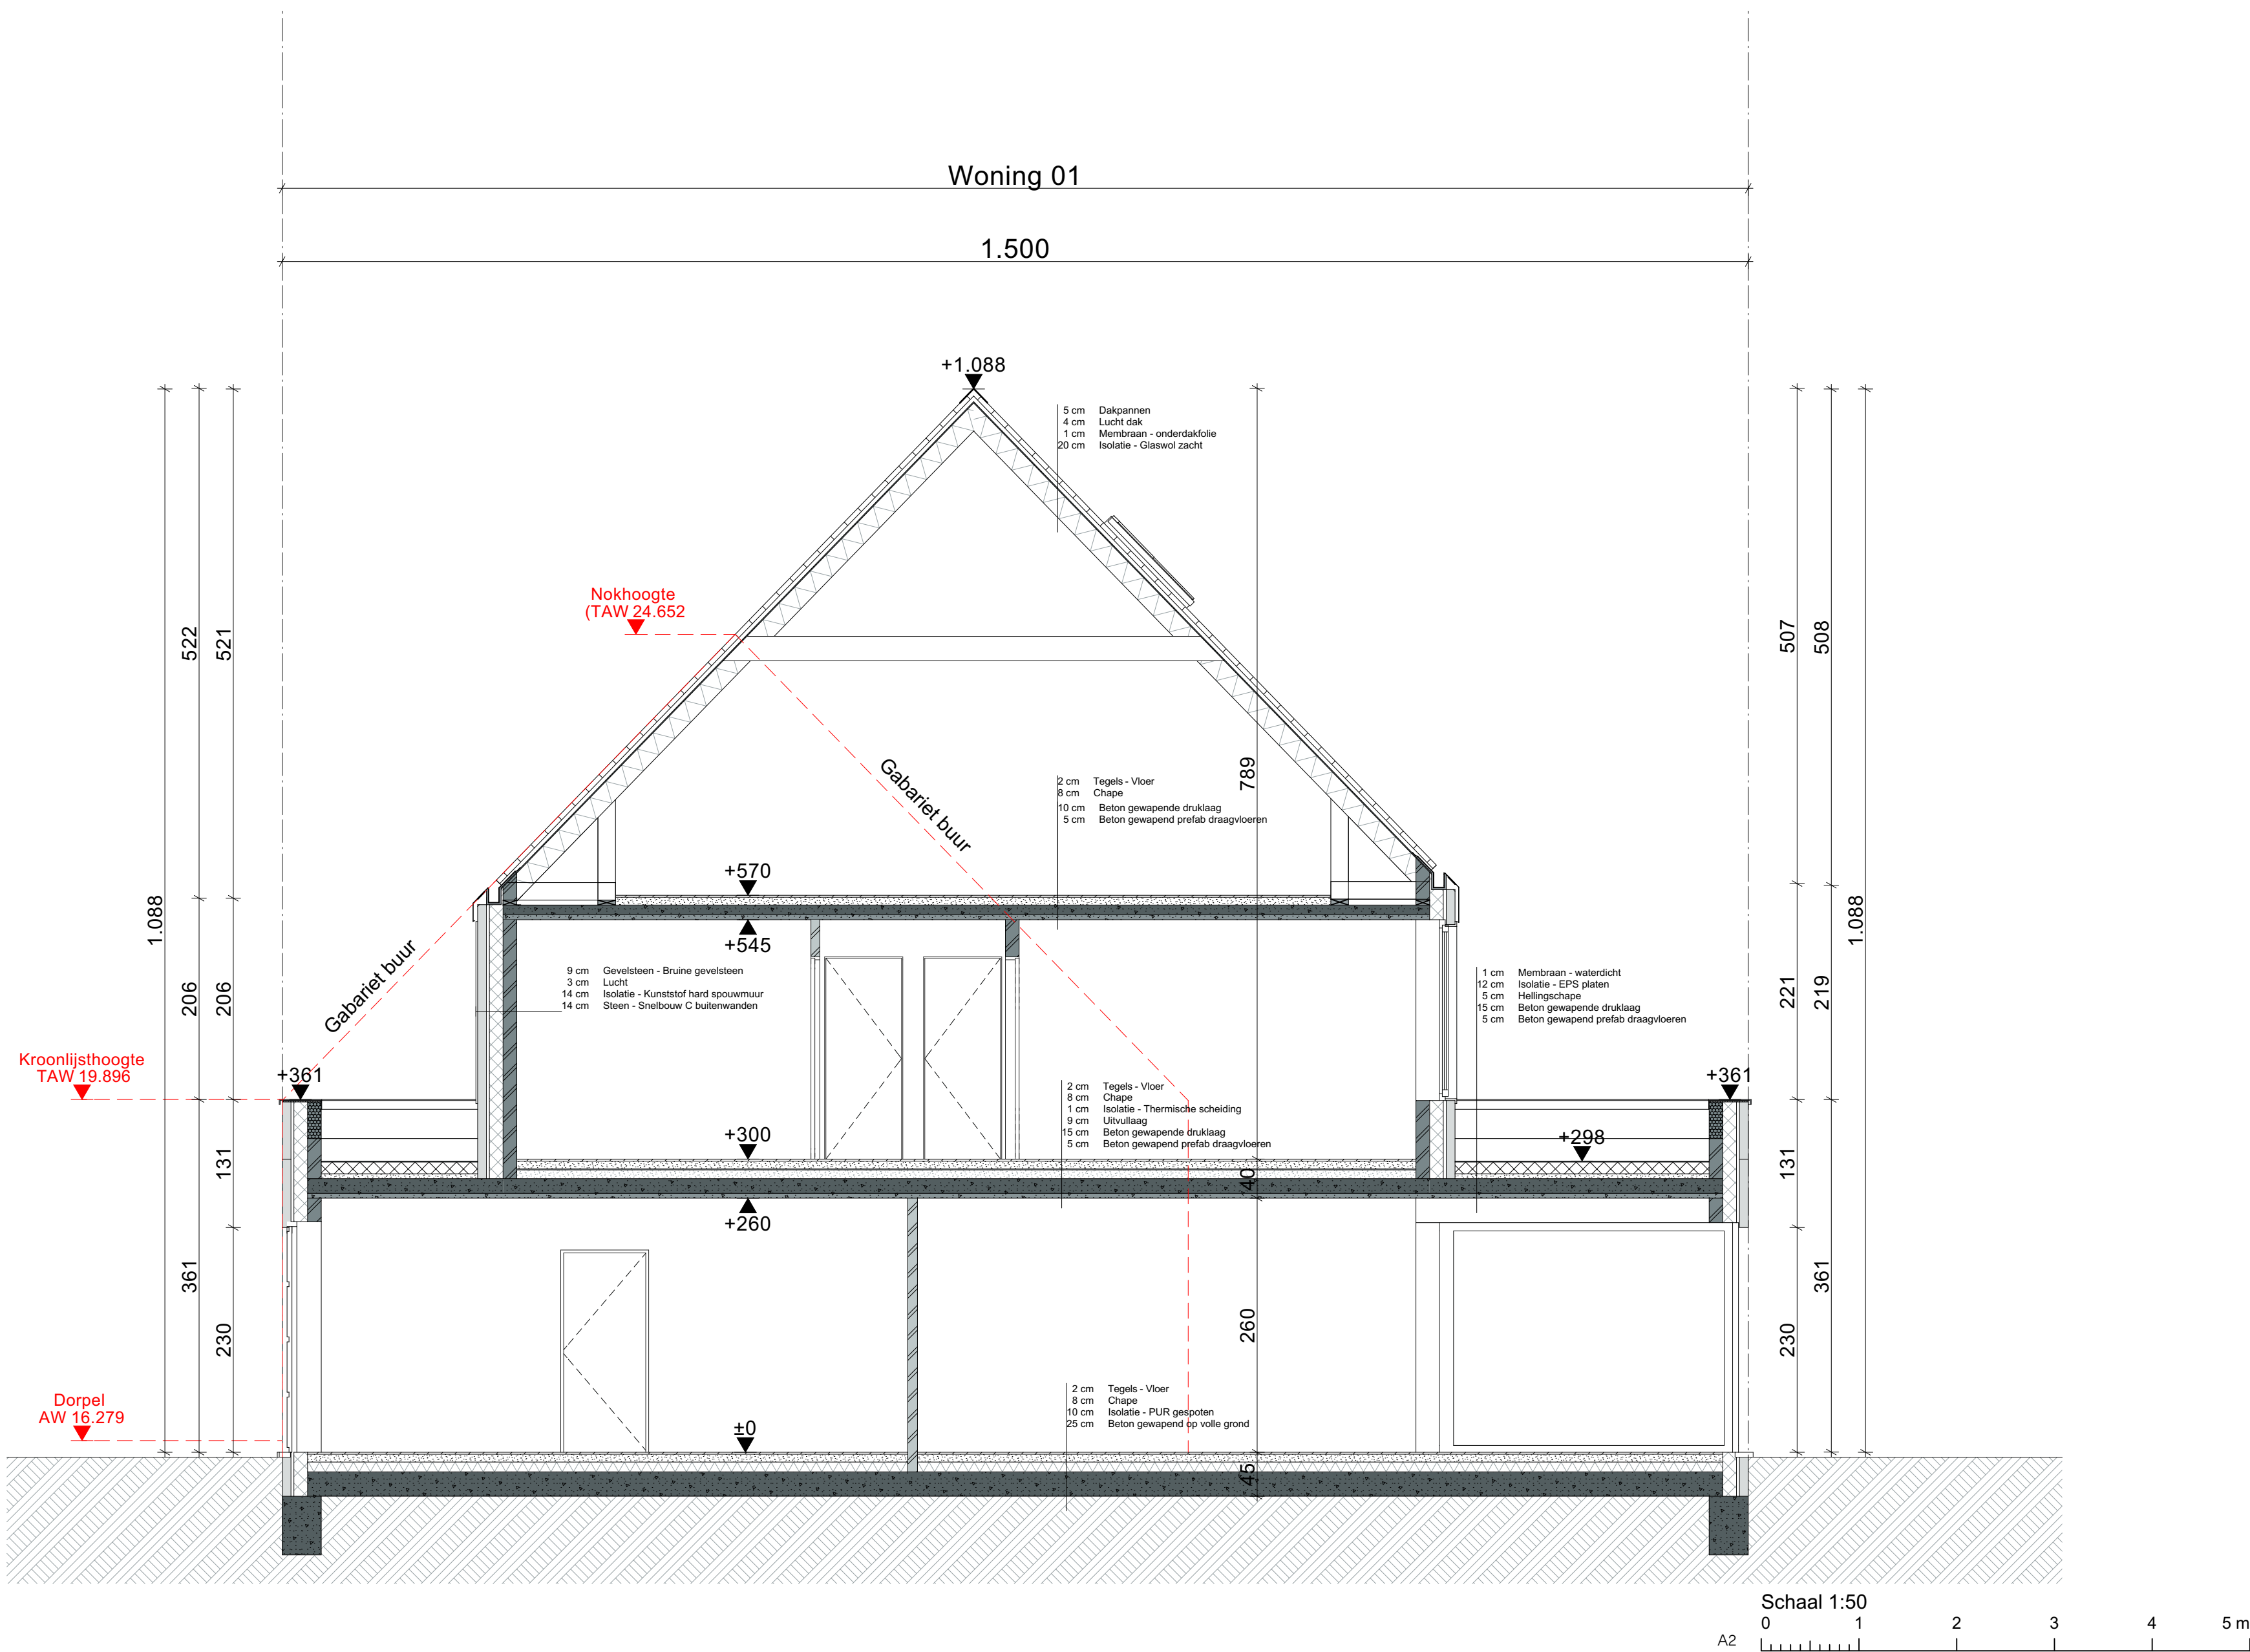 Woning 01
1.500
+1.088
5 cm Dakpannen
4 cm Lucht dak
1 cm Membraan - onderdakfolie
20 cm Isolatie - Glaswol zacht
Nokhoogte
(TAW 24.652
522
521
507
508
789
Gabariet buur
2 cm Tegels - Vloer
8 cm Chape
10 cm Beton gewapende druklaag
5 cm Beton gewapend prefab draagvloeren
+570
+545
1.088
1.088
Gabariet buur
9 cm Gevelsteen - Bruine gevelsteen
3 cm Lucht
14 cm Isolatie - Kunststof hard spouwmuur
14 cm Steen - Snelbouw C buitenwanden
1 cm Membraan - waterdicht
12 cm Isolatie - EPS platen
5 cm Hellingschape
15 cm Beton gewapende druklaag
5 cm Beton gewapend prefab draagvloeren
206
206
221
219
Kroonlijsthoogte
TAW 19.896
+361
+361
2 cm Tegels - Vloer
8 cm Chape
1 cm Isolatie - Thermische scheiding
9 cm Uitvullaag
15 cm Beton gewapende druklaag
5 cm Beton gewapend prefab draagvloeren
+300
+298
131
40
131
+260
361
230
260
230
361
Dorpel
AW 16.279
2 cm Tegels - Vloer
8 cm Chape
10 cm Isolatie - PUR gespoten
25 cm Beton gewapend op volle grond
±0
45
Schaal 1:50
0 1 2 3 4 5 m
A2